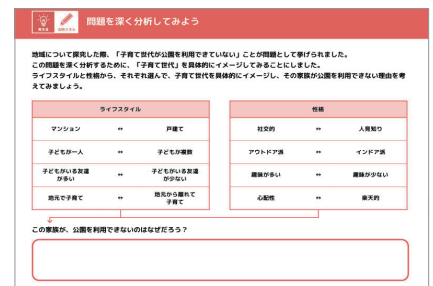 問題を深く分析してみよう
地域について探究した際、「子育て世代が公園を利用できていない」ことが問題として挙げられました。
この問題を深く分析するために、「子育て世代」を具体的にイメージしてみることにしました。
ライフスタイルと性格から、それぞれ選んで、子育て世代を具体的にイメージし、その家族が公園を利用できない理由を考
えてみましょう。
ライフスタイル
マンション ↔ 戸建て
子どもが一人 ↔ 子どもが複数
子どもがいる友達が多い ↔ 子どもがいる友達が少ない
地元で子育て ↔ 地元から離れて子育て
性格
社交的 ↔ 人見知り
アウトドア派 ↔ インドア派
趣味が多い ↔ 趣味が少ない
心配性 ↔ 楽天的
この家族が、公園を利用できないのはなぜだろう？